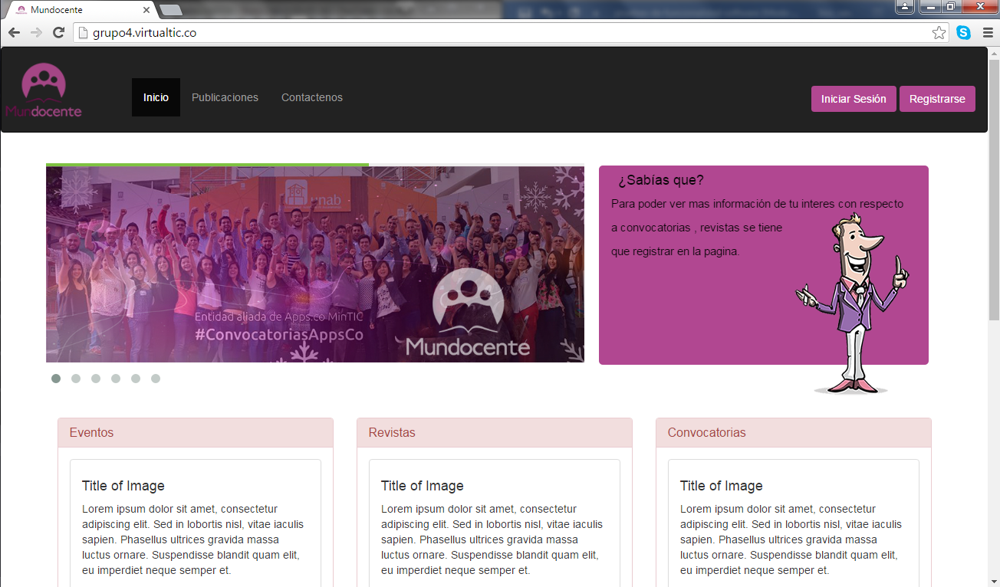 Mundocente
grupo4.virtualtic.co
Mundocente
Inicio
Publicaciones
Contactenos
Iniciar Sesión
Registrarse
unab
Entidad aliada de Apps.co MinTIC
#ConvocatoriasAppsCo
Mundocente
¿Sabías que?
Para poder ver mas información de tu interes con respecto
a convocatorias , revistas se tiene
que registrar en la pagina.
Eventos
Title of Image
Lorem ipsum dolor sit amet, consectetur
adipiscing elit. Sed in lobortis nisl, vitae iaculis
sapien. Phasellus ultrices gravida massa
luctus ornare. Suspendisse blandit quam elit,
eu imperdiet neque semper et.
Revistas
Title of Image
Lorem ipsum dolor sit amet, consectetur
adipiscing elit. Sed in lobortis nisl, vitae iaculis
sapien. Phasellus ultrices gravida massa
luctus ornare. Suspendisse blandit quam elit,
eu imperdiet neque semper et.
Convocatorias
Title of Image
Lorem ipsum dolor sit amet, consectetur
adipiscing elit. Sed in lobortis nisl, vitae iaculis
sapien. Phasellus ultrices gravida massa
luctus ornare. Suspendisse blandit quam elit,
eu imperdiet neque semper et.